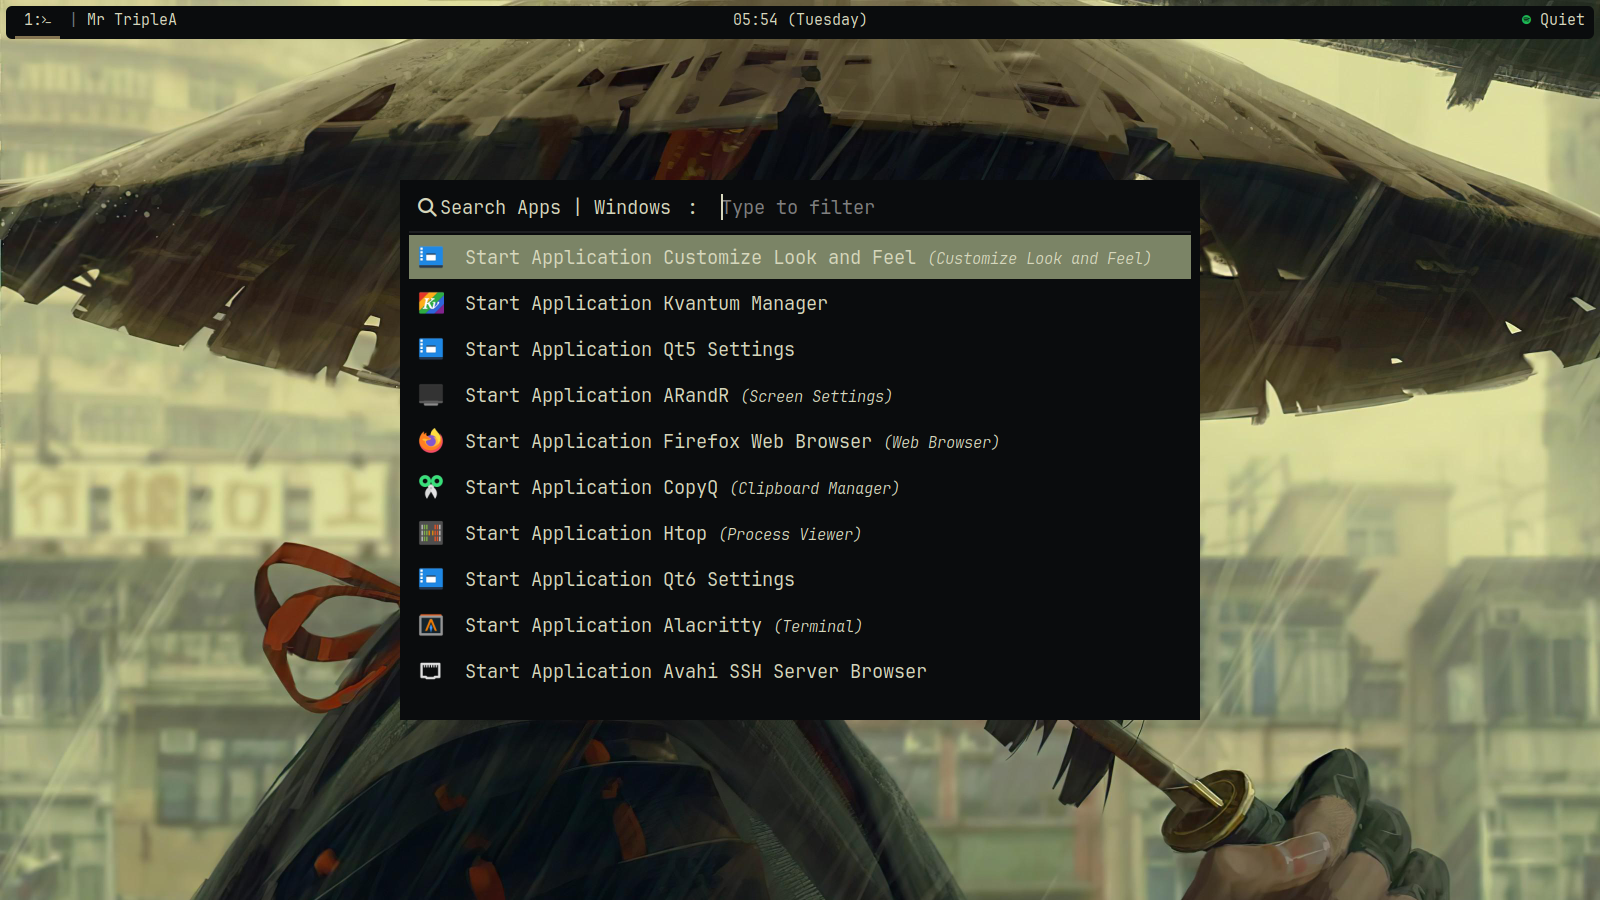 1:>_ | Mr TripleA
05:54 (Tuesday)
Quiet
Search Apps | Windows : Type to filter
Start Application Customize Look and Feel (Customize Look and Feel)
Kv Start Application Kvantum Manager
Start Application Qt5 Settings
Start Application ARandR (Screen Settings)
Start Application Firefox Web Browser (Web Browser)
Start Application CopyQ (Clipboard Manager)
Start Application Htop (Process Viewer)
Start Application Qt6 Settings
Start Application Alacritty (Terminal)
Start Application Avahi SSH Server Browser